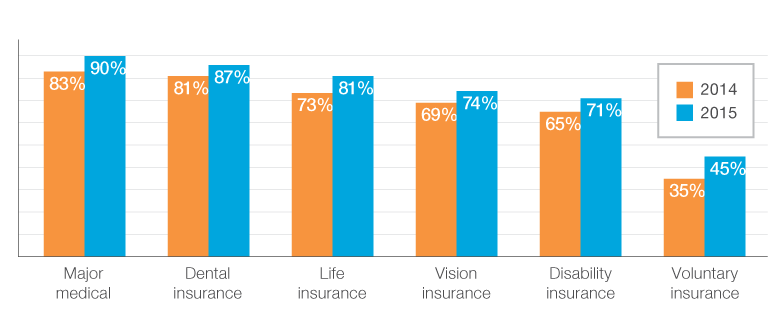 83% 90% 81% 87% 73% 81% 69% 74% 65% 71% 35% 45%
2014
2015
Major medical
Dental insurance
Life insurance
Vision insurance
Disability insurance
Voluntary insurance